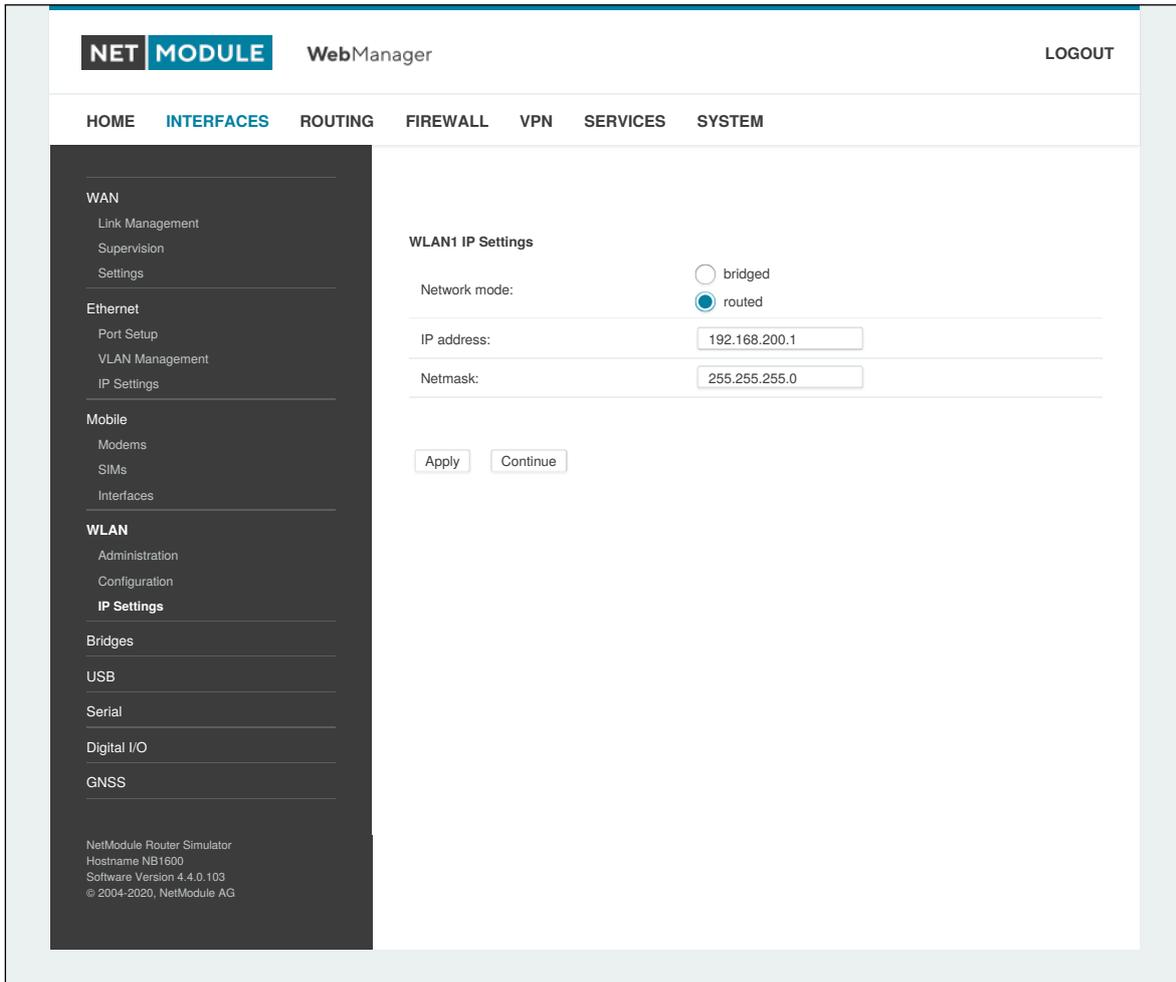 NET MODULE WebManager LOGOUT
HOME INTERFACES ROUTING FIREWALL VPN SERVICES SYSTEM
WAN
Link Management
Supervision
Settings
Ethernet
Port Setup
VLAN Management
IP Settings
Mobile
Modems
SIMs
Interfaces
WLAN
Administration
Configuration
IP Settings
Bridges
USB
Serial
Digital I/O
GNSS
NetModule Router Simulator
Hostname NB1600
Software Version 4.4.0.103
© 2004-2020, NetModule AG
WLAN1 IP Settings
Network mode:
bridged
routed
IP address: 192.168.200.1
Netmask: 255.255.255.0
Apply Continue